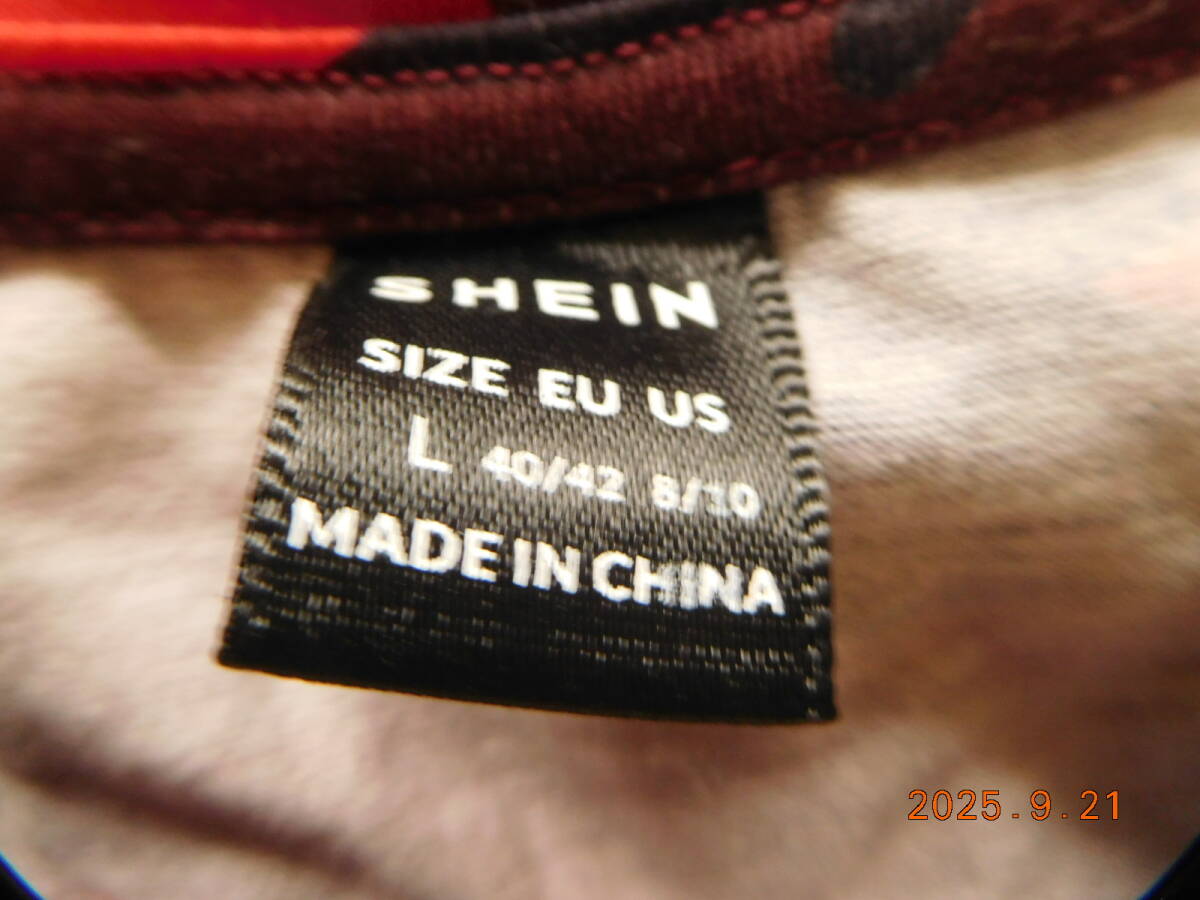 SHEIN
SIZE EU US
L 40/42 8/10
MADE IN CHINA
2025.9.21